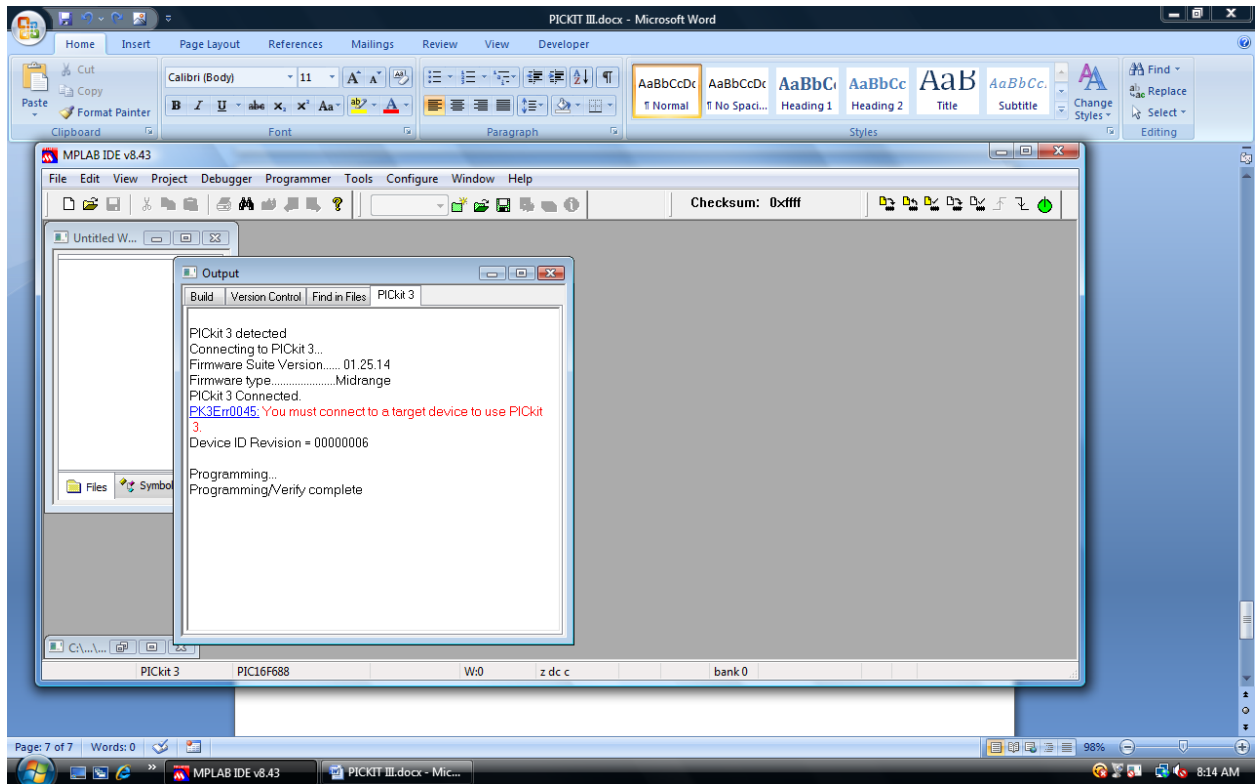 PICKIT III.docx - Microsoft Word
Home Insert Page Layout References Mailings Review View Developer
Cut
Copy
Format Painter
Paste
Calibri (Body) 11
B I U abc X₂ X² Aa
AaBbCcDc AaBbCcDc AaBbC AaBbCc AaB AaBbCc.
¶ Normal ¶ No Spaci... Heading 1 Heading 2 Title Subtitle
Change Styles
Find
Replace
Select
Clipboard Font Paragraph Styles Editing
MPLAB IDE v8.43
File Edit View Project Debugger Programmer Tools Configure Window Help
Checksum: 0xffff
Untitled W...
Output
Build Version Control Find in Files PICkit 3
PICkit 3 detected
Connecting to PICkit 3...
Firmware Suite Version...... 01.25.14
Firmware type......................Midrange
PICkit 3 Connected.
PK3Err0045: You must connect to a target device to use PICkit
3.
Device ID Revision = 00000006
Programming...
Programming/Verify complete
Files Symbol
C:\...\...
PICkit 3 PIC16F688 W:0 z dc c bank 0
Page: 7 of 7 Words: 0 98%
MPLAB IDE v8.43 PICKIT III.docx - Mic... 8:14 AM